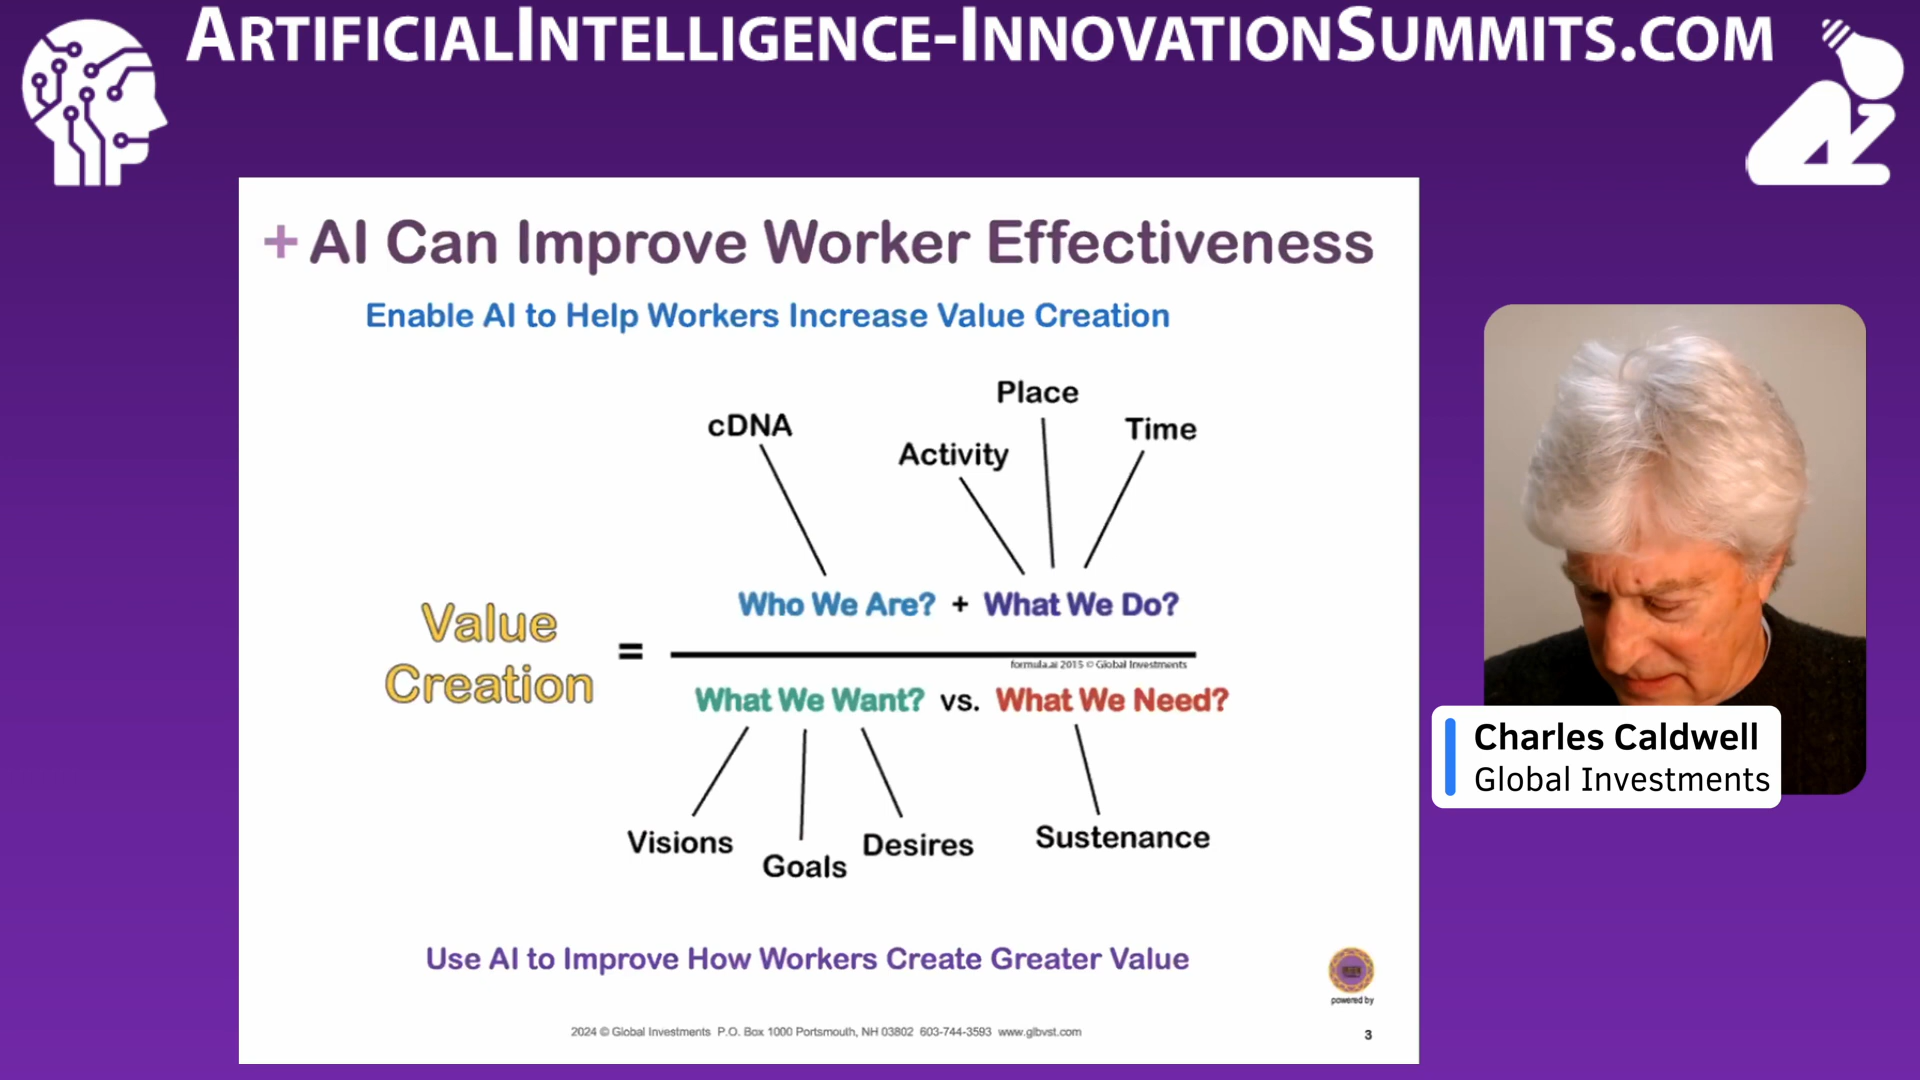 ARTIFICIALINTELLIGENCE-INNOVATIONSUMMITS.COM
+ AI Can Improve Worker Effectiveness
Enable AI to Help Workers Increase Value Creation
Place
cDNA
Time
Activity
Who We Are? + What We Do?
Value
Creation
=
formula.ai 2015 © Global Investments
What We Want? vs. What We Need?
Visions
Goals
Desires
Sustenance
Charles Caldwell
Global Investments
Use AI to Improve How Workers Create Greater Value
powered by
2024 © Global Investments P.O. Box 1000 Portsmouth, NH 03802 603-744-3593 www.glbvst.com
3